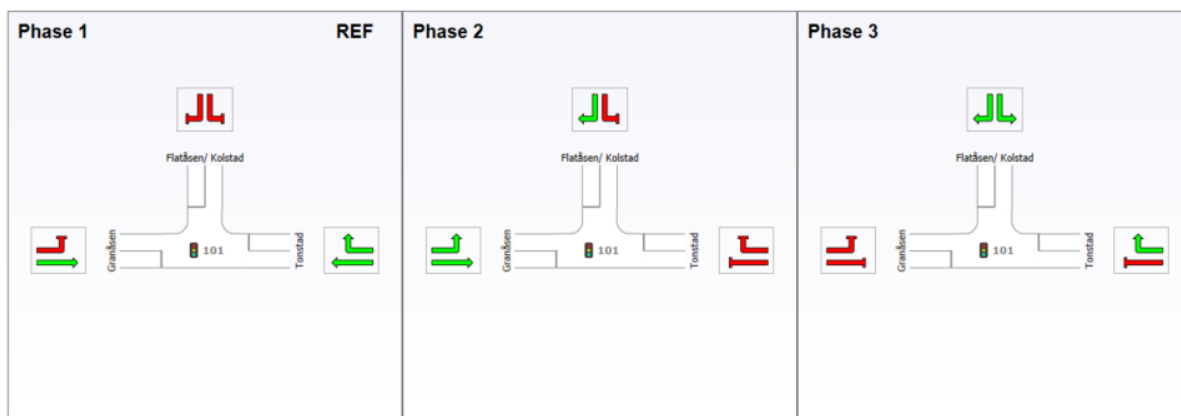 Phase 1 REF
Flatåsen/ Kolstad
Granåsen
101
Tonstad
Phase 2
Flatåsen/ Kolstad
Granåsen
101
Tonstad
Phase 3
Flatåsen/ Kolstad
Granåsen
101
Tonstad